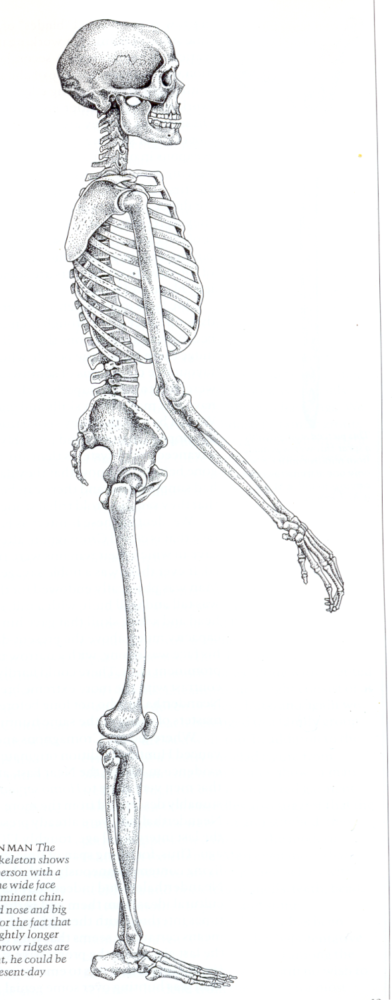 N MAN The
keleton shows
erson with a
ne wide face
minent chin,
d nose and big
or the fact that
ghtly longer
brow ridges are
t, he could be
esent-day